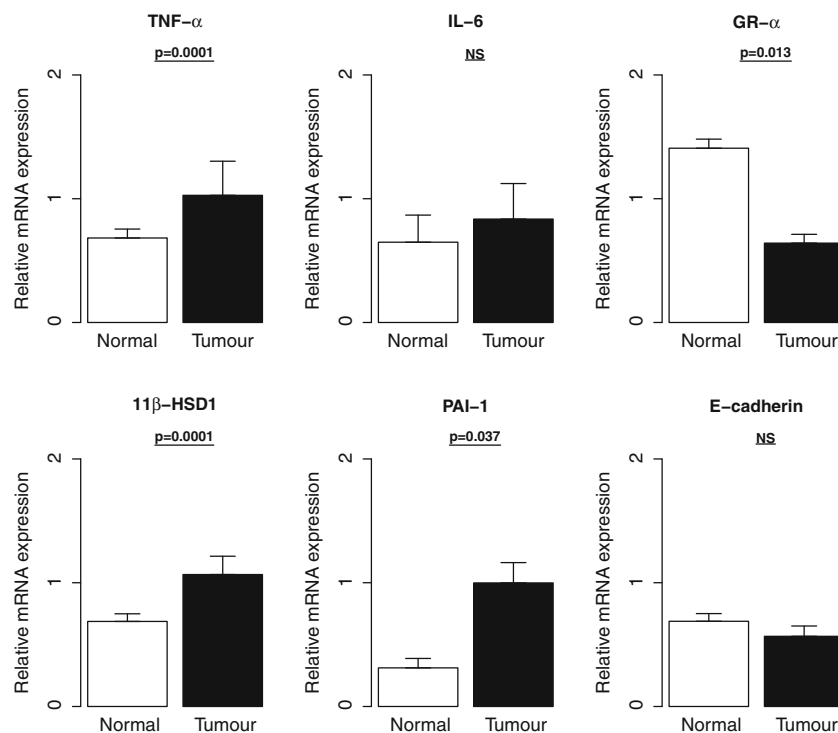 TNF–α
p=0.0001
Relative mRNA expression
0 1 2
Normal Tumour
IL–6
NS
Relative mRNA expression
0 1 2
Normal Tumour
GR–α
p=0.013
Relative mRNA expression
0 1 2
Normal Tumour
11β–HSD1
p=0.0001
Relative mRNA expression
0 1 2
Normal Tumour
PAI–1
p=0.037
Relative mRNA expression
0 1 2
Normal Tumour
E–cadherin
NS
Relative mRNA expression
0 1 2
Normal Tumour